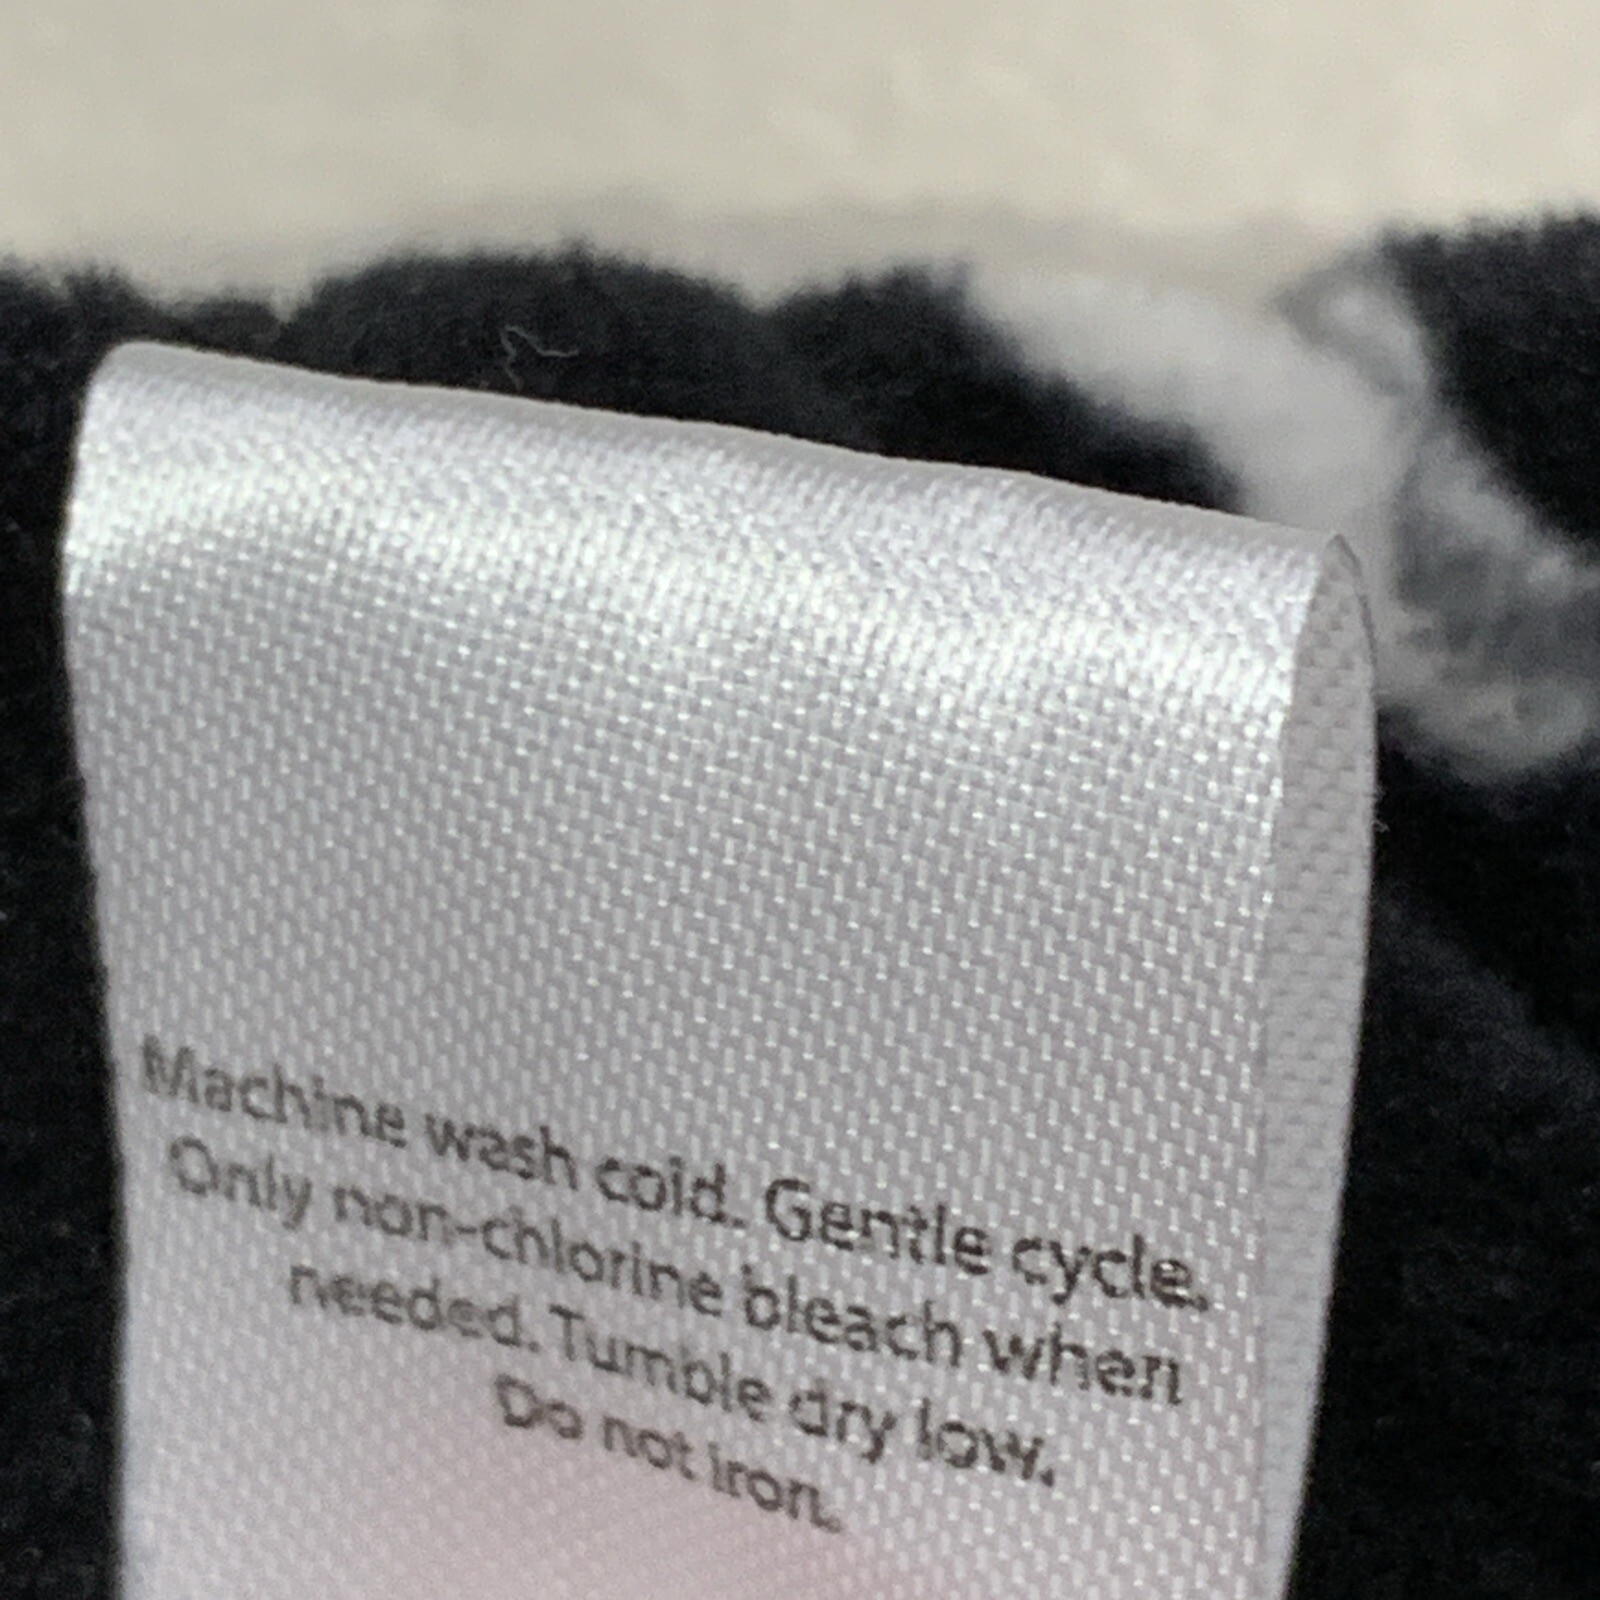 Machine wash cold. Gentle cycle.
Only non-chlorine bleach when
needed. Tumble dry low.
Do not iron.